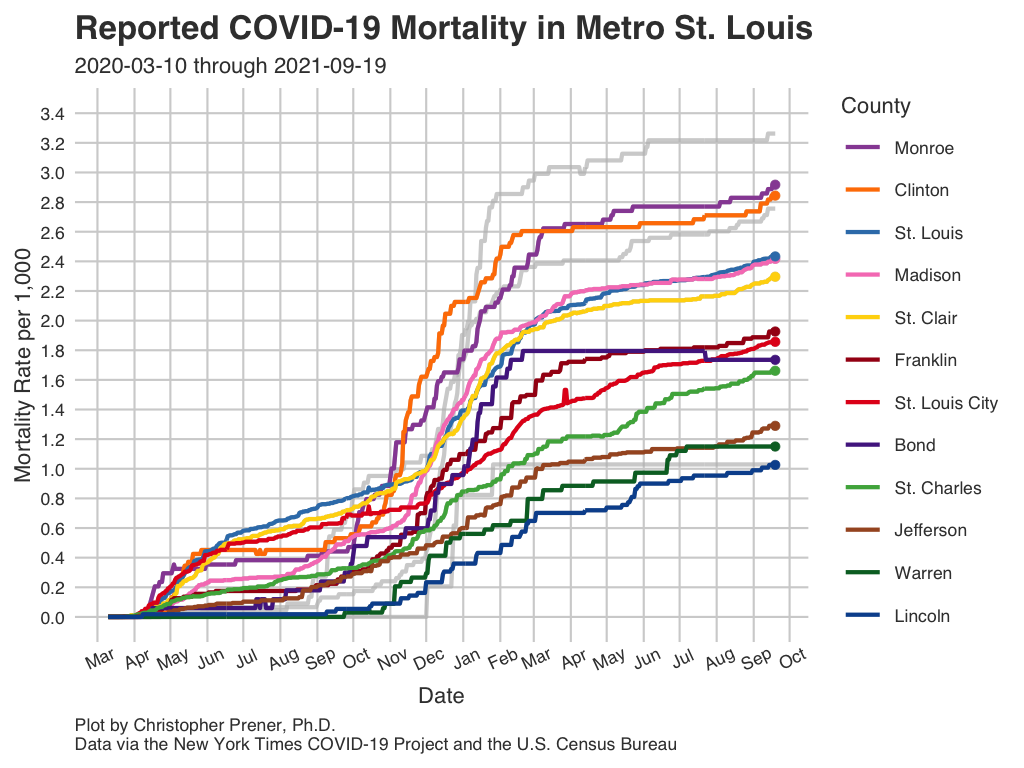 Reported COVID-19 Mortality in Metro St. Louis
2020-03-10 through 2021-09-19
Mortality Rate per 1,000
3.4
3.2
3.0
2.8
2.6
2.4
2.2
2.0
1.8
1.6
1.4
1.2
1.0
0.8
0.6
0.4
0.2
0.0
Mar Apr May Jun Jul Aug Sep Oct Nov Dec Jan Feb Mar Apr May Jun Jul Aug Sep Oct
Date
County
Monroe
Clinton
St. Louis
Madison
St. Clair
Franklin
St. Louis City
Bond
St. Charles
Jefferson
Warren
Lincoln
Plot by Christopher Prener, Ph.D.
Data via the New York Times COVID-19 Project and the U.S. Census Bureau